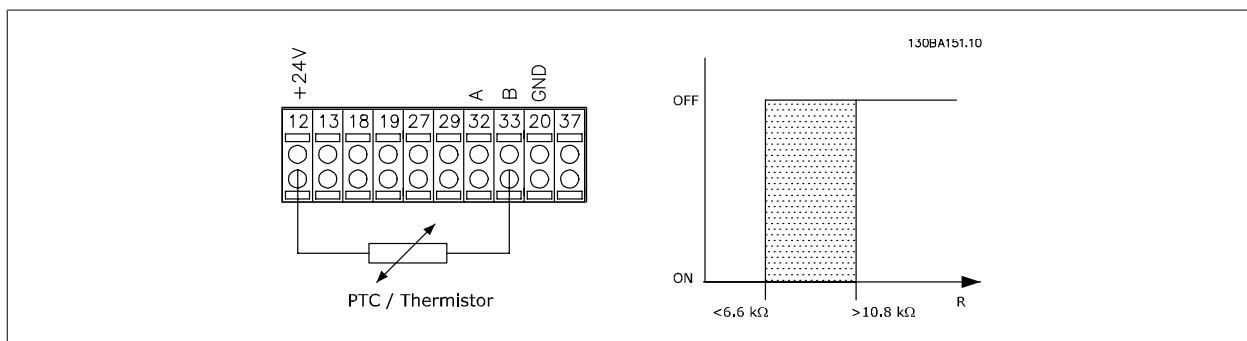 130BA151.10
+24V
A
B
GND
12 13 18 19 27 29 32 33 20 37
PTC / Thermistor
OFF
ON
<6.6 kΩ
>10.8 kΩ
R